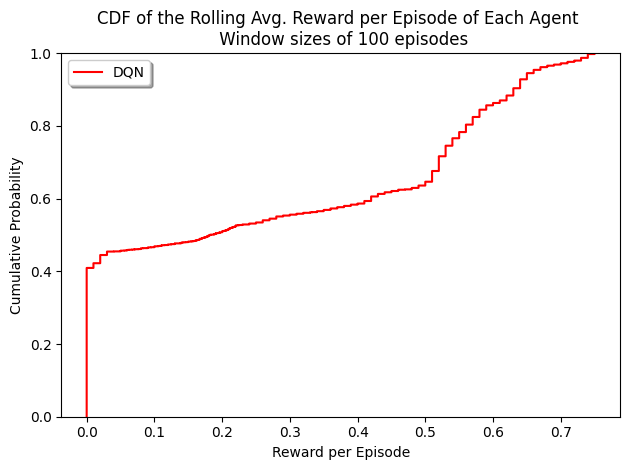 CDF of the Rolling Avg. Reward per Episode of Each Agent
Window sizes of 100 episodes
DQN
1.0
0.8
0.6
0.4
0.2
0.0
Cumulative Probability
0.0 0.1 0.2 0.3 0.4 0.5 0.6 0.7
Reward per Episode